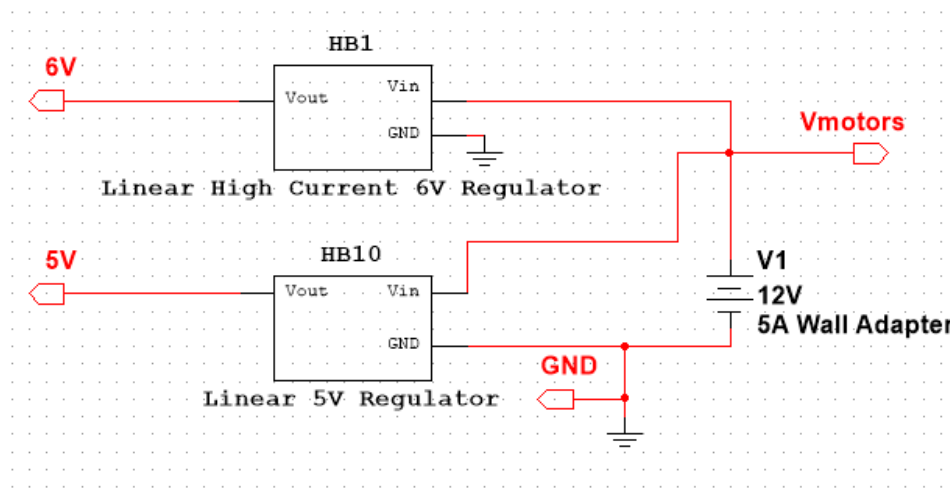 HB1
6V
Vin
Vout
Vmotors
GND
Linear High Current 6V Regulator
HB10
5V
V1
Vout
Vin
12V
5A Wall Adapter
GND
GND
Linear 5V Regulator